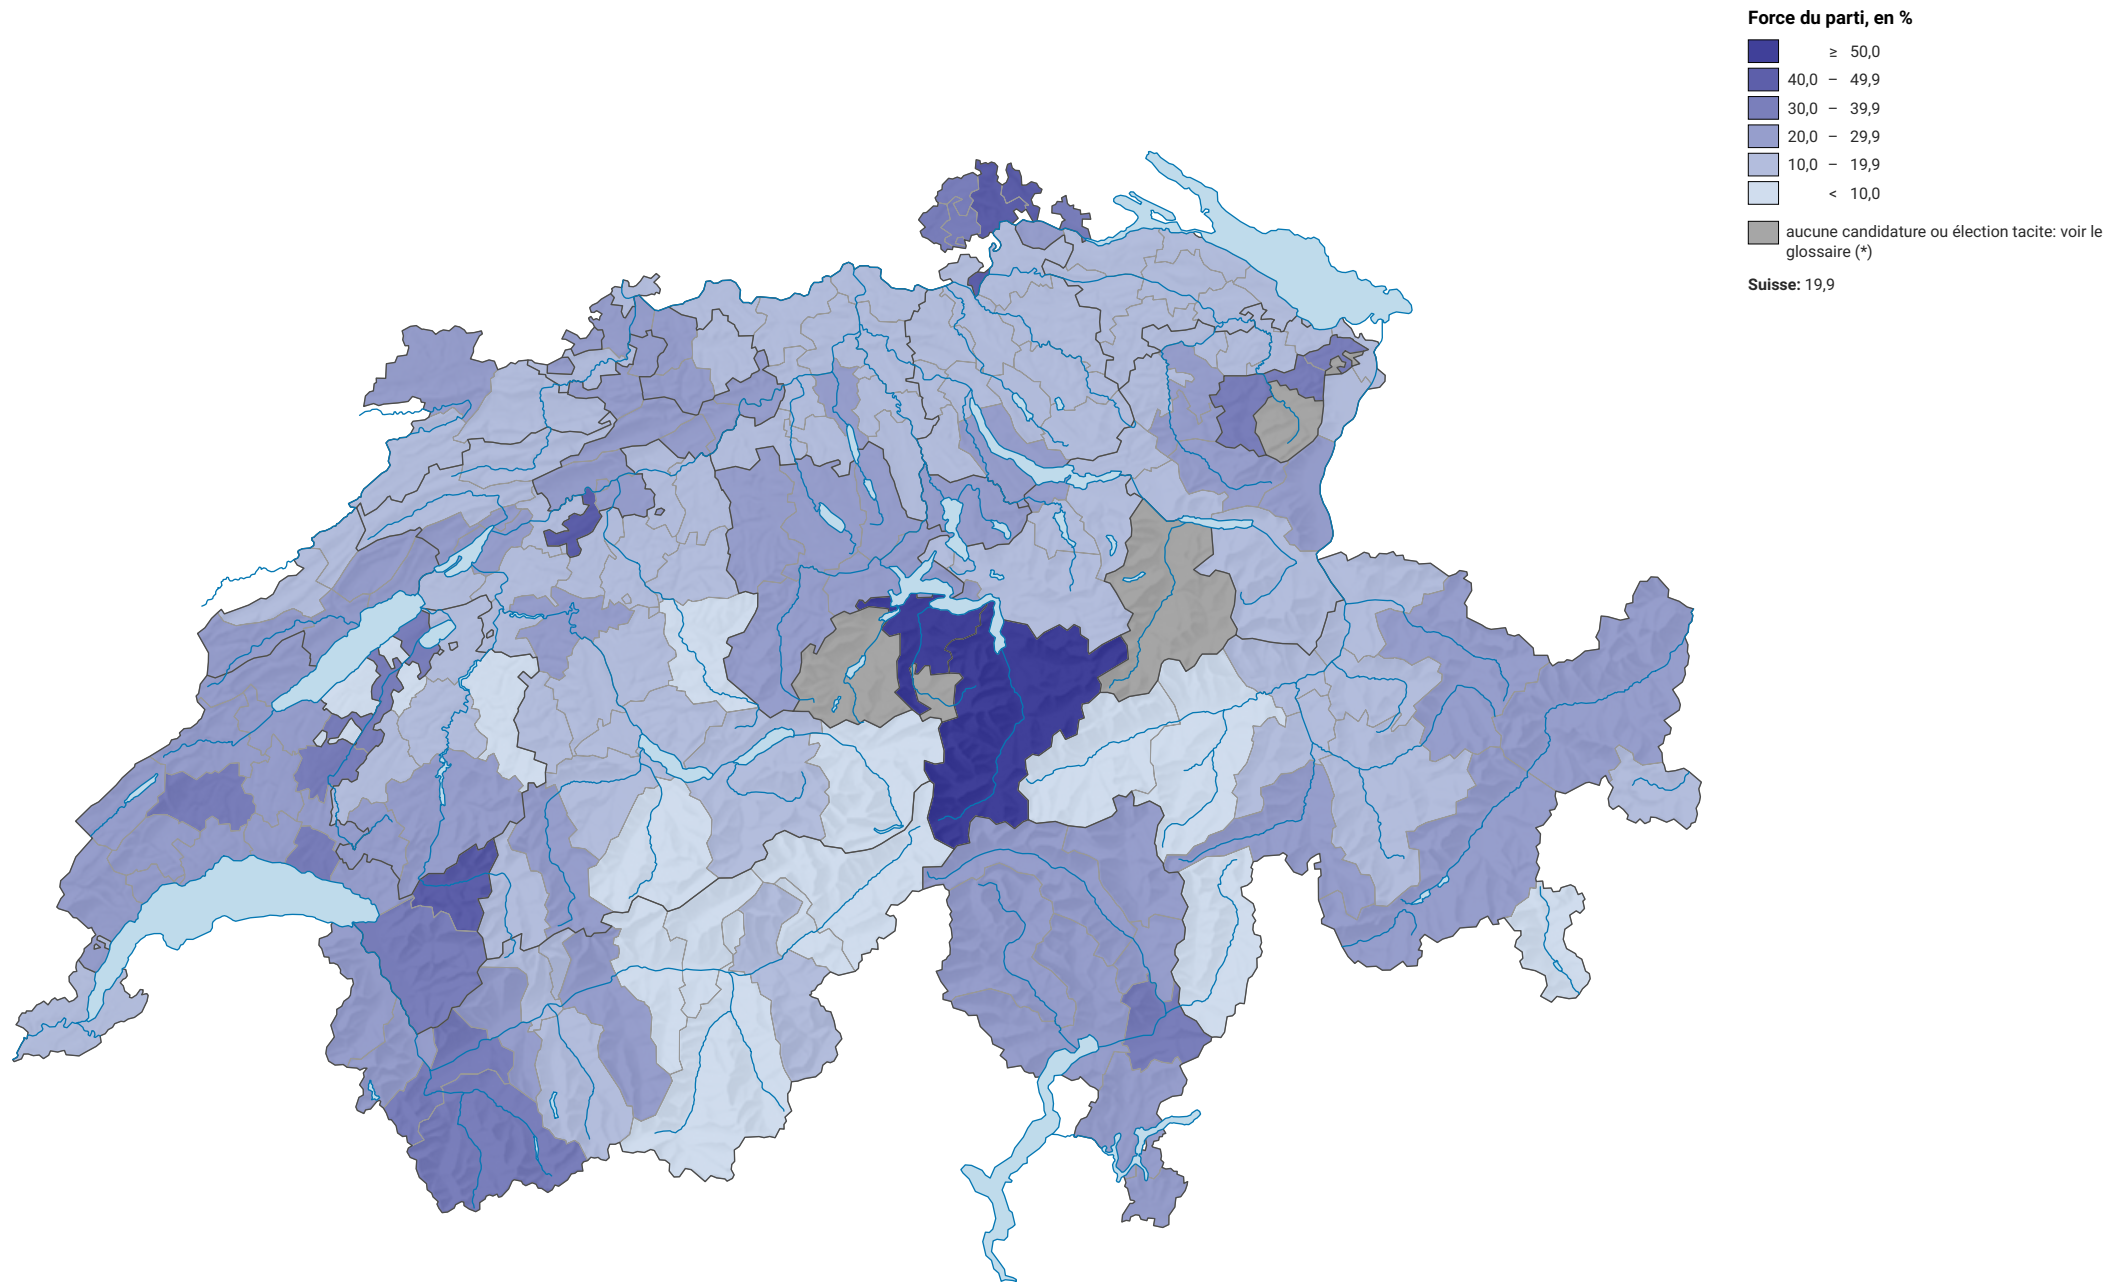 Force du parti, en %
≥ 50,0
40,0 – 49,9
30,0 – 39,9
20,0 – 29,9
10,0 – 19,9
< 10,0
aucune candidature ou élection tacite: voir le
glossaire (*)
Suisse: 19,9